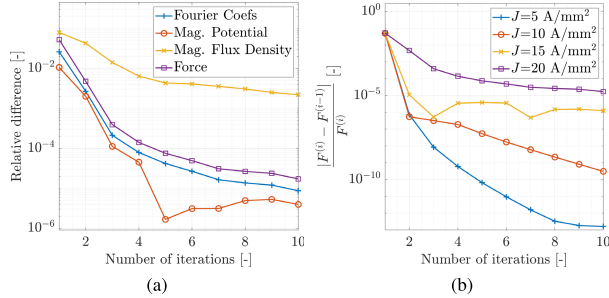 (a)
Relative difference [-]
10^{-2}
10^{-4}
10^{-6}
Fourier Coefs
Mag. Potential
Mag. Flux Density
Force
2 4 6 8 10
Number of iterations [-]
(a)
(b)
|F^{(i)} − F^{(i−1)}| / F^{(i)} [-]
10^{0}
10^{-5}
10^{-10}
J=5 A/mm²
J=10 A/mm²
J=15 A/mm²
J=20 A/mm²
2 4 6 8 10
Number of iterations [-]
(b)